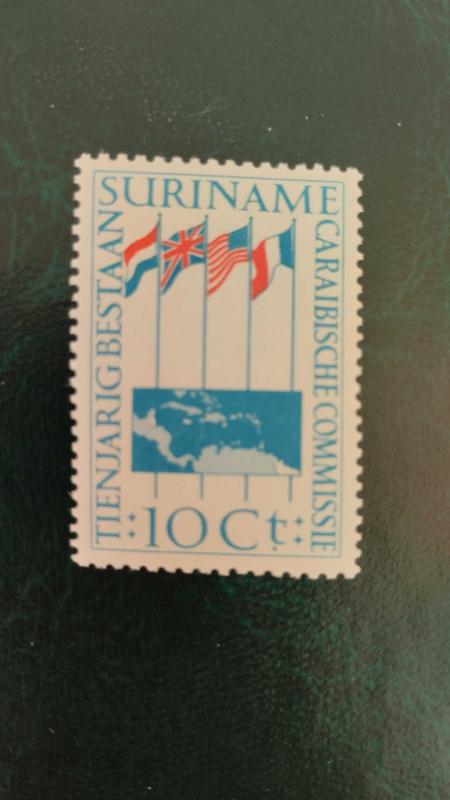 SURINAME
TIENJARIG BESTAAN
CARAIBISCHE COMMISSIE
10 Ct